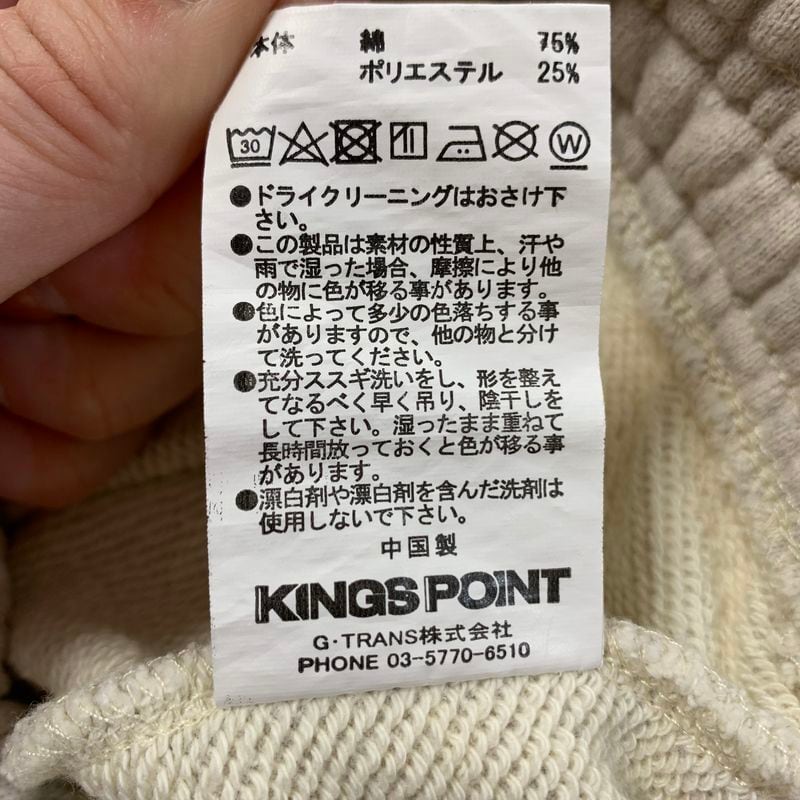 本体 綿 75%
ポリエステル 25%
30 W
●ドライクリーニングはおさけ下
さい。
●この製品は素材の性質上、汗や
雨で湿った場合、摩擦により他
の物に色が移る事があります。
●色によって多少の色落ちする事
がありますので、他の物と分け
て洗ってください。
●充分ススギ洗いをし、形を整え
てなるべく早く吊り、陰干しを
して下さい。湿ったまま重ねて
長時間放っておくと色が移る事
があります。
●漂白剤や漂白剤を含んだ洗剤は
使用しないで下さい。
中国製
KINGSPOINT
G・TRANS株式会社
PHONE 03-5770-6510